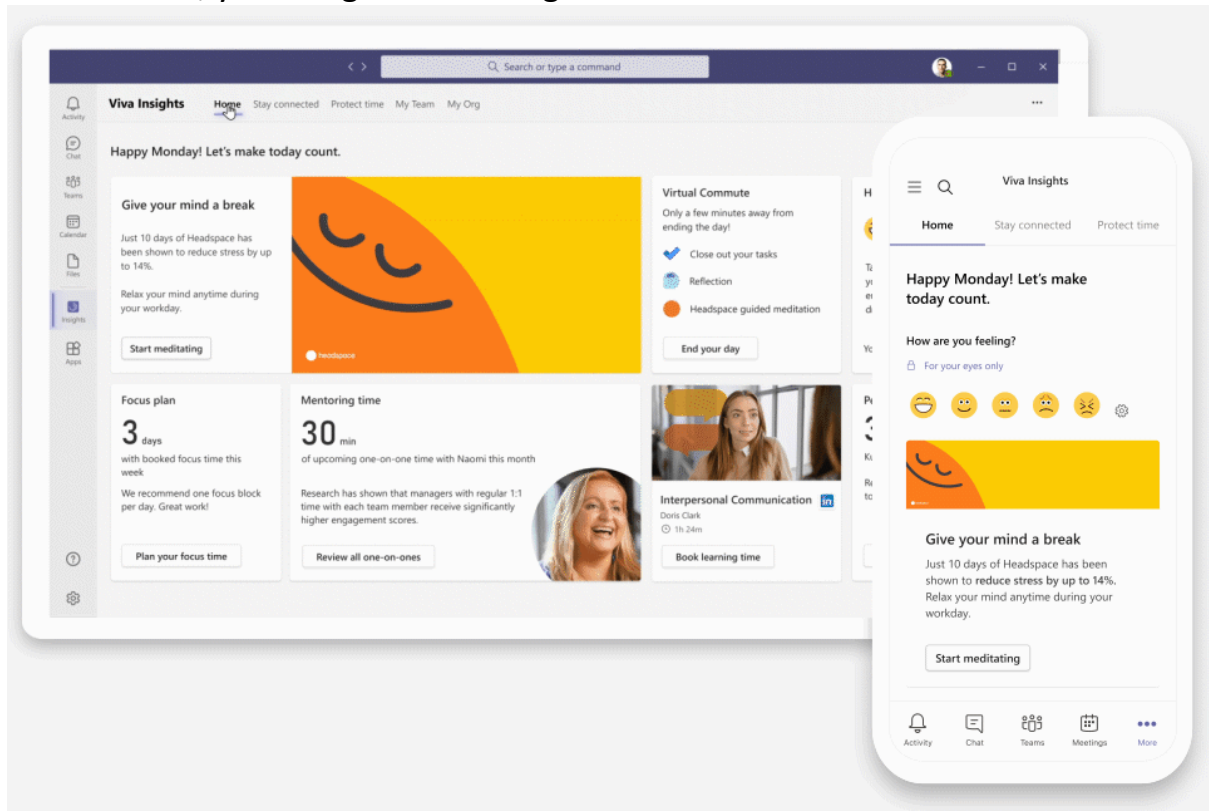 Search or type a command
Viva Insights Home Stay connected Protect time My Team My Org
Activity
Chat
Teams
Calendar
Files
Insights
Apps
Happy Monday! Let's make today count.
Give your mind a break
Just 10 days of Headspace has
been shown to reduce stress by up
to 14%.
Relax your mind anytime during
your workday.
Start meditating
headspace
Virtual Commute
Only a few minutes away from
ending the day!
Close out your tasks
Reflection
Headspace guided meditation
End your day
Focus plan
3 days
with booked focus time this
week
We recommend one focus block
per day. Great work!
Plan your focus time
Mentoring time
30 min
of upcoming one-on-one time with Naomi this month
Research has shown that managers with regular 1:1
time with each team member receive significantly
higher engagement scores.
Review all one-on-ones
Interpersonal Communication in
Doris Clark
1h 24m
Book learning time
Viva Insights
Home Stay connected Protect time
Happy Monday! Let's make
today count.
How are you feeling?
For your eyes only
Give your mind a break
Just 10 days of Headspace has been
shown to reduce stress by up to 14%.
Relax your mind anytime during your
workday.
Start meditating
Activity Chat Teams Meetings More